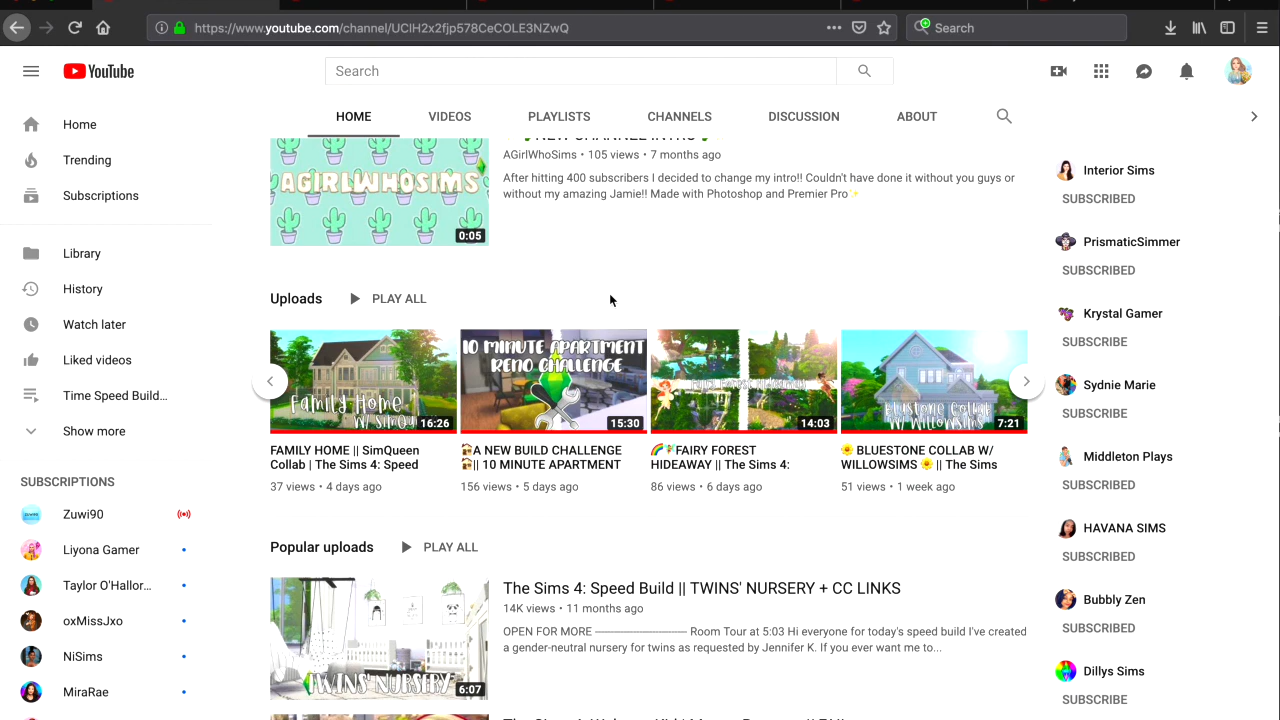 https://www.youtube.com/channel/UClH2x2fjp578CeCOLE3NZwQ
Search
YouTube
Search
HOME
VIDEOS
PLAYLISTS
CHANNELS
DISCUSSION
ABOUT
Home
Trending
Subscriptions
Library
History
Watch later
Liked videos
Time Speed Build...
Show more
SUBSCRIPTIONS
Zuwi90
Liyona Gamer
Taylor O'Hallor...
oxMissJxo
NiSims
MiraRae
NEW CHANNEL INTRO
AGIRLWHOSIMS
0:05
AGirlWhoSims • 105 views • 7 months ago
After hitting 400 subscribers I decided to change my intro!! Couldn't have done it without you guys or
without my amazing Jamie!! Made with Photoshop and Premier Pro✨
Uploads
PLAY ALL
Family Home
16:26
FAMILY HOME || SimQueen
Collab | The Sims 4: Speed
37 views • 4 days ago
10 MINUTE APARTMENT
RENO CHALLENGE
15:30
🏠A NEW BUILD CHALLENGE
🏠|| 10 MINUTE APARTMENT
156 views • 5 days ago
14:03
🌈🧚FAIRY FOREST
HIDEAWAY || The Sims 4:
86 views • 6 days ago
Bluestone Collab
W/ Willowsims
7:21
🌼 BLUESTONE COLLAB W/
WILLOWSIMS 🌼 || The Sims
51 views • 1 week ago
Popular uploads
PLAY ALL
TWINS' NURSERY
6:07
The Sims 4: Speed Build || TWINS' NURSERY + CC LINKS
14K views • 11 months ago
OPEN FOR MORE ------------------------------ Room Tour at 5:03 Hi everyone for today's speed build I've created
a gender-neutral nursery for twins as requested by Jennifer K. If you ever want me to...
Interior Sims
SUBSCRIBED
PrismaticSimmer
SUBSCRIBED
Krystal Gamer
SUBSCRIBE
Sydnie Marie
SUBSCRIBE
Middleton Plays
SUBSCRIBED
HAVANA SIMS
SUBSCRIBED
Bubbly Zen
SUBSCRIBED
Dillys Sims
SUBSCRIBE